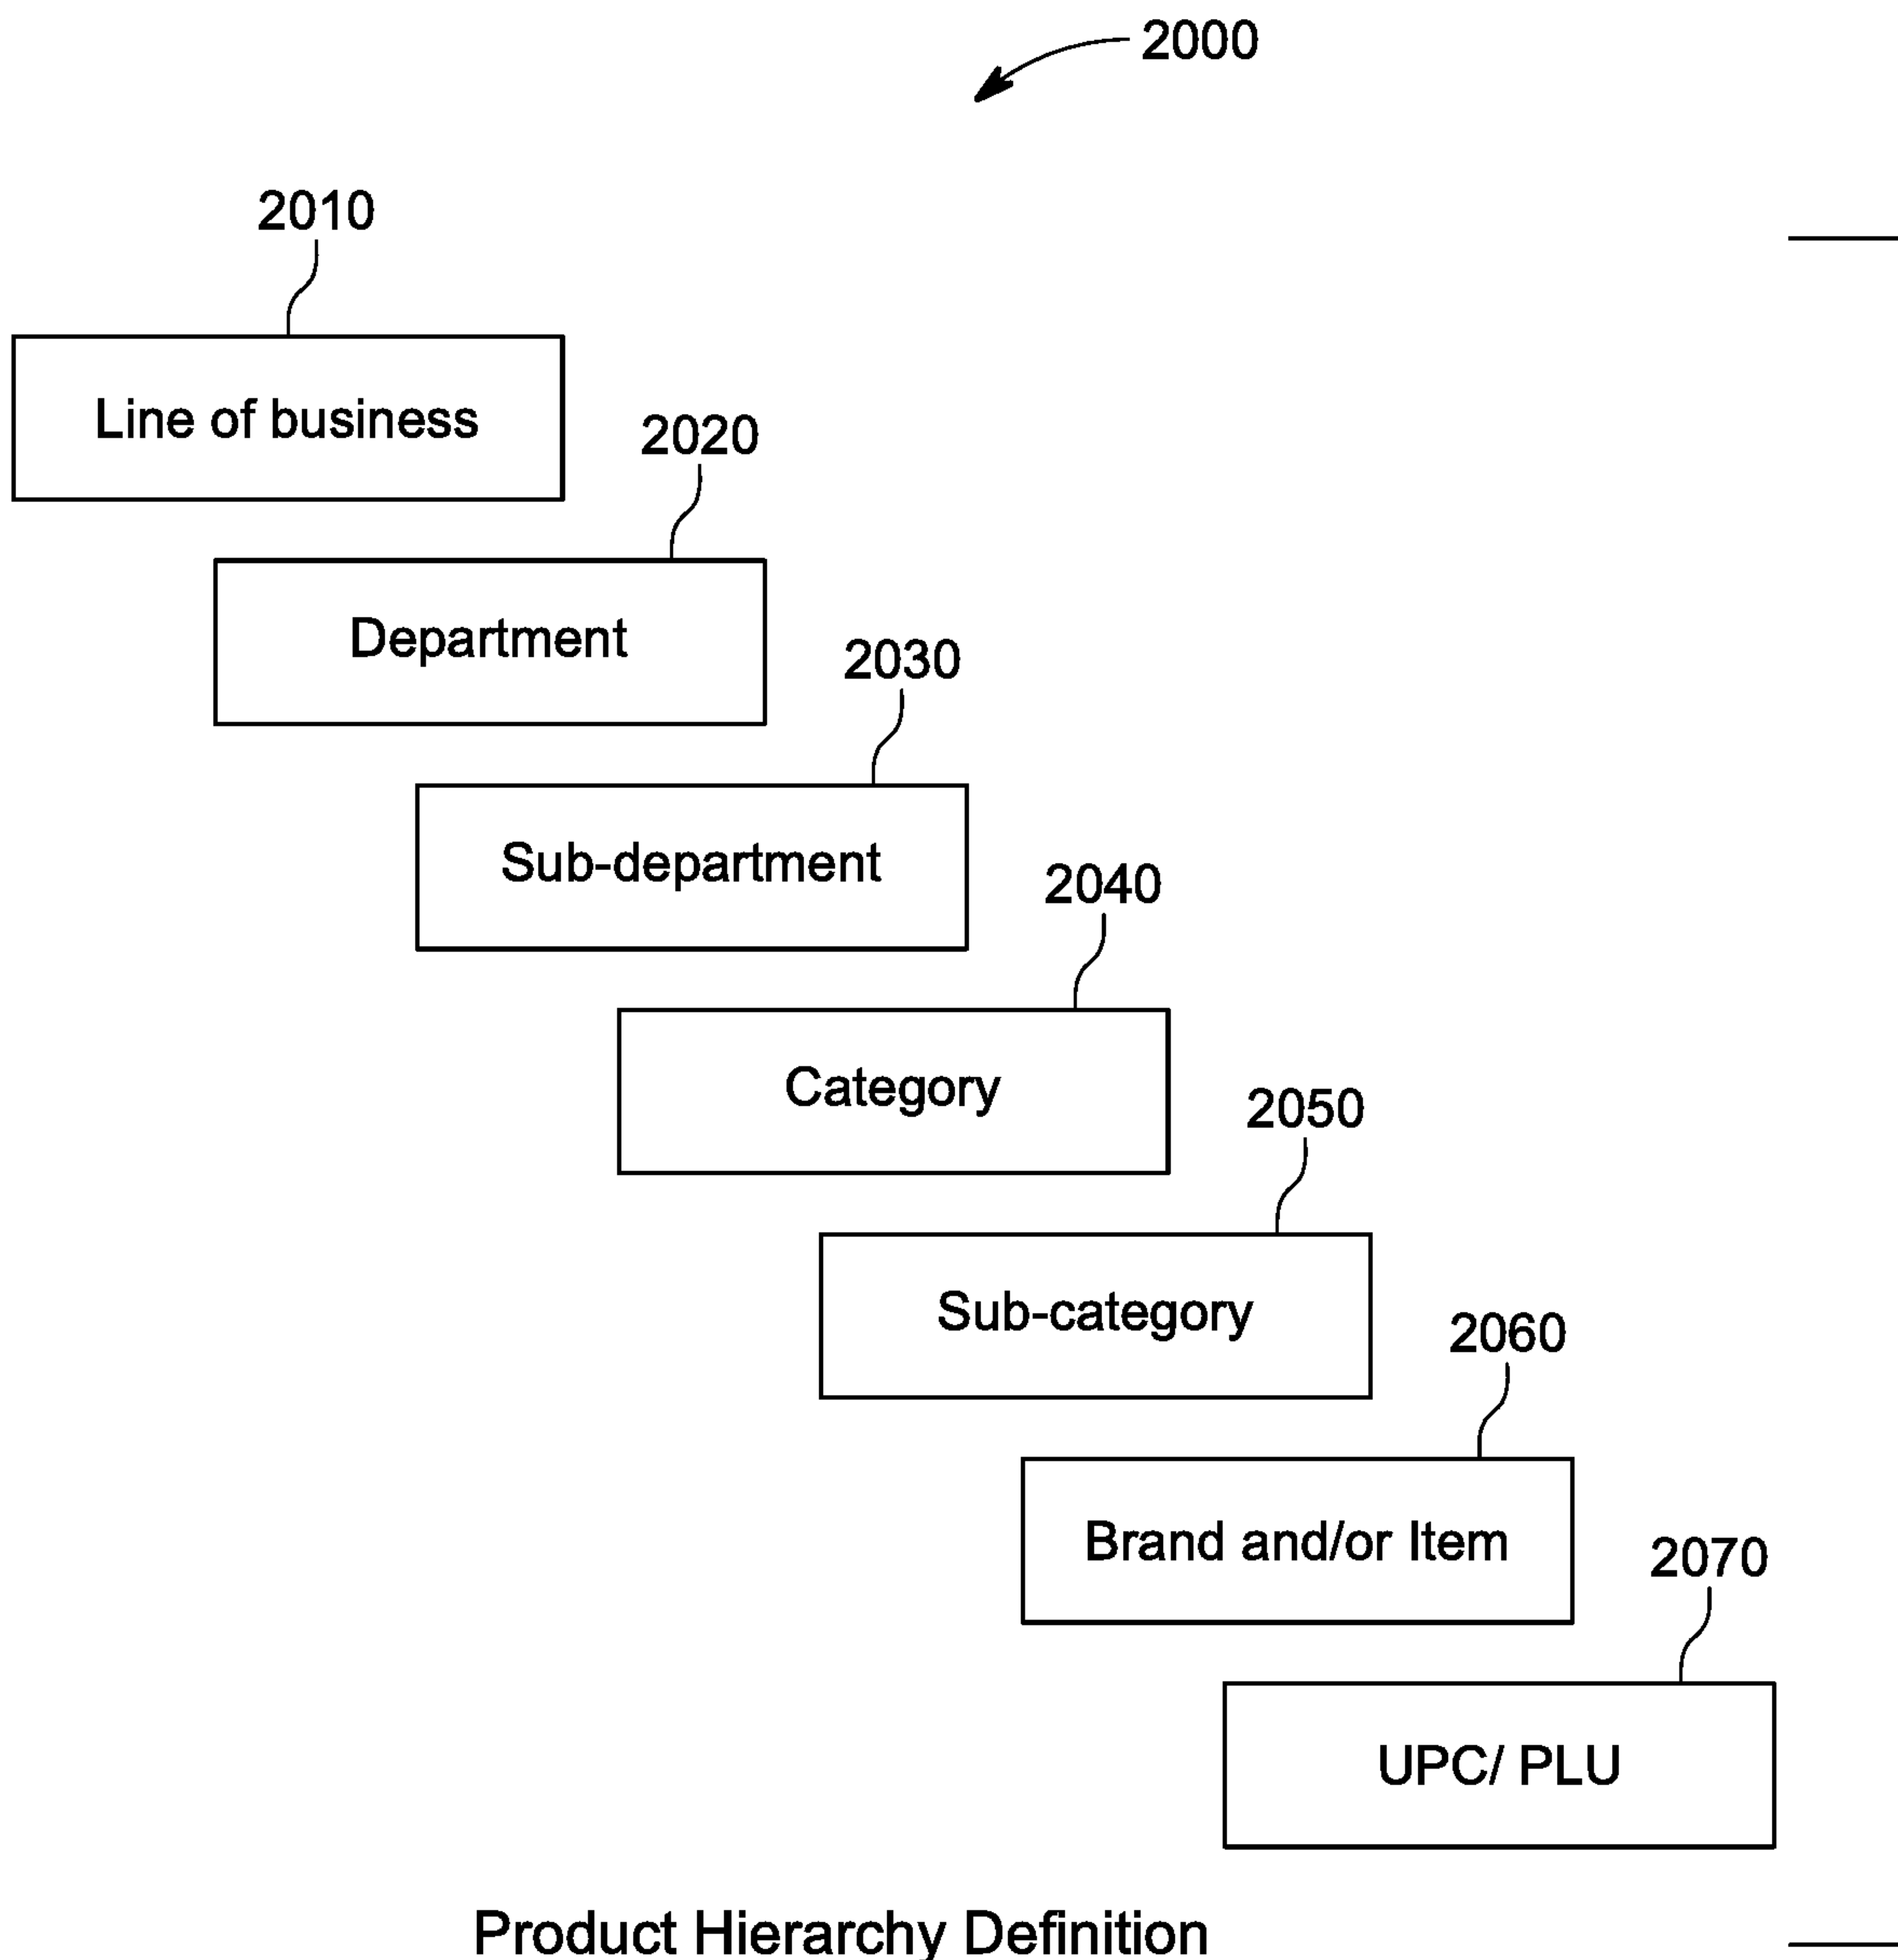 2000
2010
Line of business
2020
Department
2030
Sub-department
2040
Category
2050
Sub-category
2060
Brand and/or Item
2070
UPC/ PLU
Product Hierarchy Definition